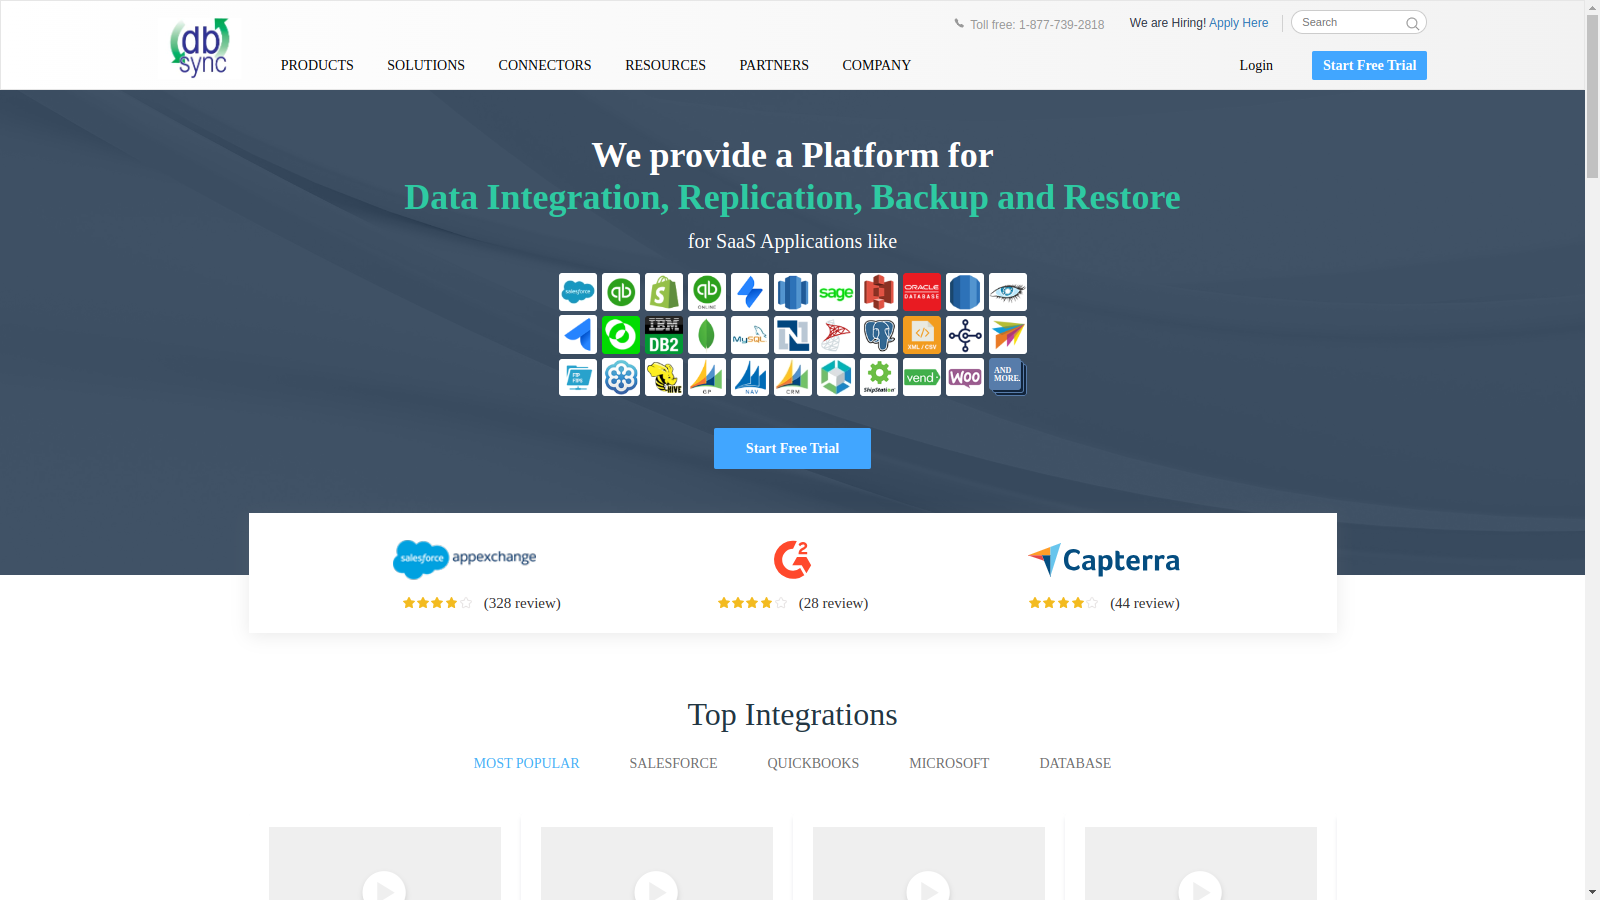 Toll free: 1-877-739-2818
We are Hiring! Apply Here
Search
db
sync
PRODUCTS
SOLUTIONS
CONNECTORS
RESOURCES
PARTNERS
COMPANY
Login
Start Free Trial
We provide a Platform for
Data Integration, Replication, Backup and Restore
for SaaS Applications like
salesforce
qb
S
qb
ONLINE
sage
ORACLE
DATABASE
IBM
DB2
MySQL
N
XML / CSV
FTP
FTPS
HIVE
GP
NAV
CRM
ShipStation
vend
WOO
AND
MORE.
Start Free Trial
salesforce appexchange
G2
Capterra
(328 review)
(28 review)
(44 review)
Top Integrations
MOST POPULAR
SALESFORCE
QUICKBOOKS
MICROSOFT
DATABASE